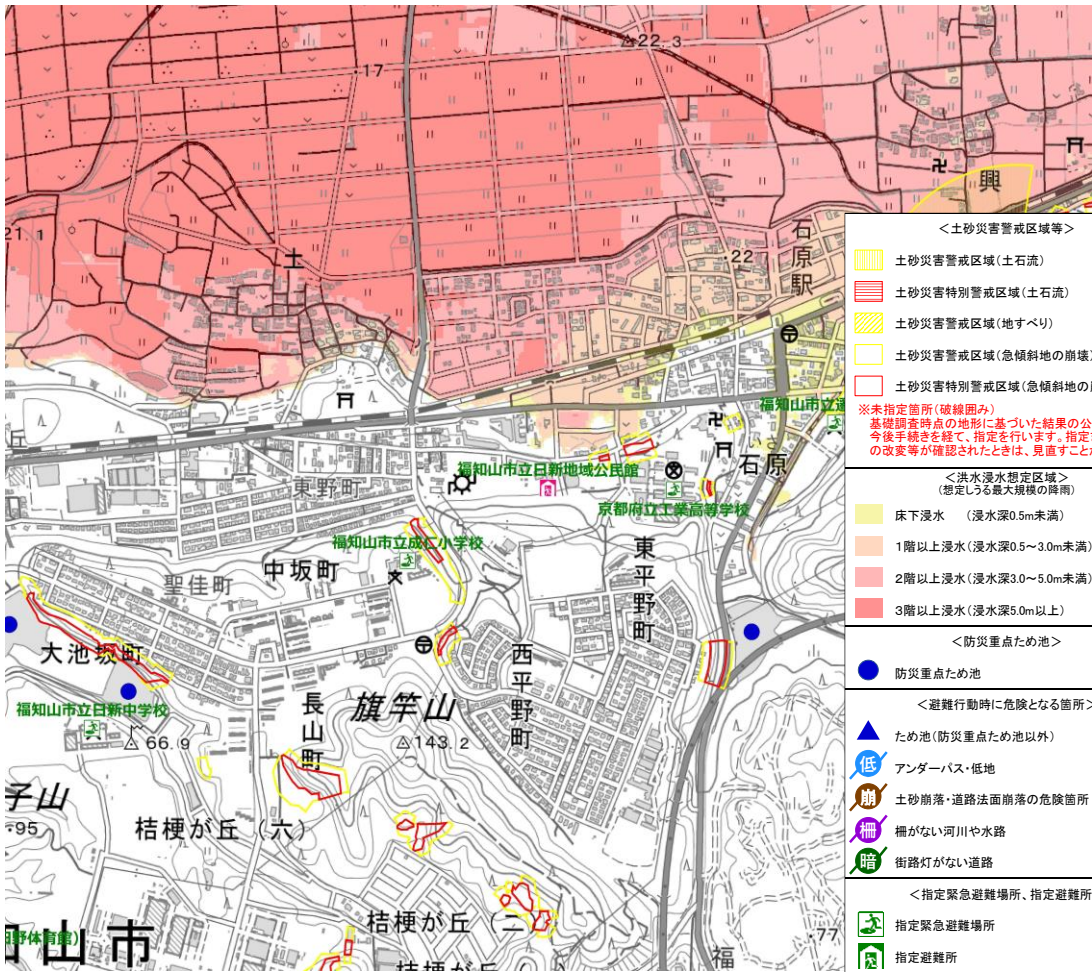 22.3
17
21.1
卍
興
土
22
石原駅
<土砂災害警戒区域等>
土砂災害警戒区域(土石流)
土砂災害特別警戒区域(土石流)
土砂災害警戒区域(地すべり)
土砂災害警戒区域(急傾斜地の崩壊)
土砂災害特別警戒区域(急傾斜地の
※未指定箇所(破線囲み)
基礎調査時点の地形に基づいた結果の公
今後手続きを経て、指定を行います。指定
の改変等が確認されたときは、見直すことが
<洪水浸水想定区域>
(想定しうる最大規模の降雨)
床下浸水 (浸水深0.5m未満)
1階以上浸水(浸水深0.5~3.0m未満)
2階以上浸水(浸水深3.0~5.0m未満)
3階以上浸水(浸水深5.0m以上)
<防災重点ため池>
防災重点ため池
<避難行動時に危険となる箇所>
ため池(防災重点ため池以外)
低 アンダーパス・低地
崩 土砂崩落・道路法面崩落の危険箇所
柵 柵がない河川や水路
暗 街路灯がない道路
<指定緊急避難場所、指定避難所
指定緊急避難場所
指定避難所
福知山市立
卍
石原
福知山市立日新地域公民館
京都府立工業高等学校
東野町
福知山市立成仁小学校
中坂町
聖佳町
東平野町
大池坂町
西平野町
福知山市立日新中学校
66.9
長山町
旗竿山
143.2
子山
95
桔梗が丘(六)
桔梗が丘(二)
77
野体育館)
山市
福
桔梗が丘